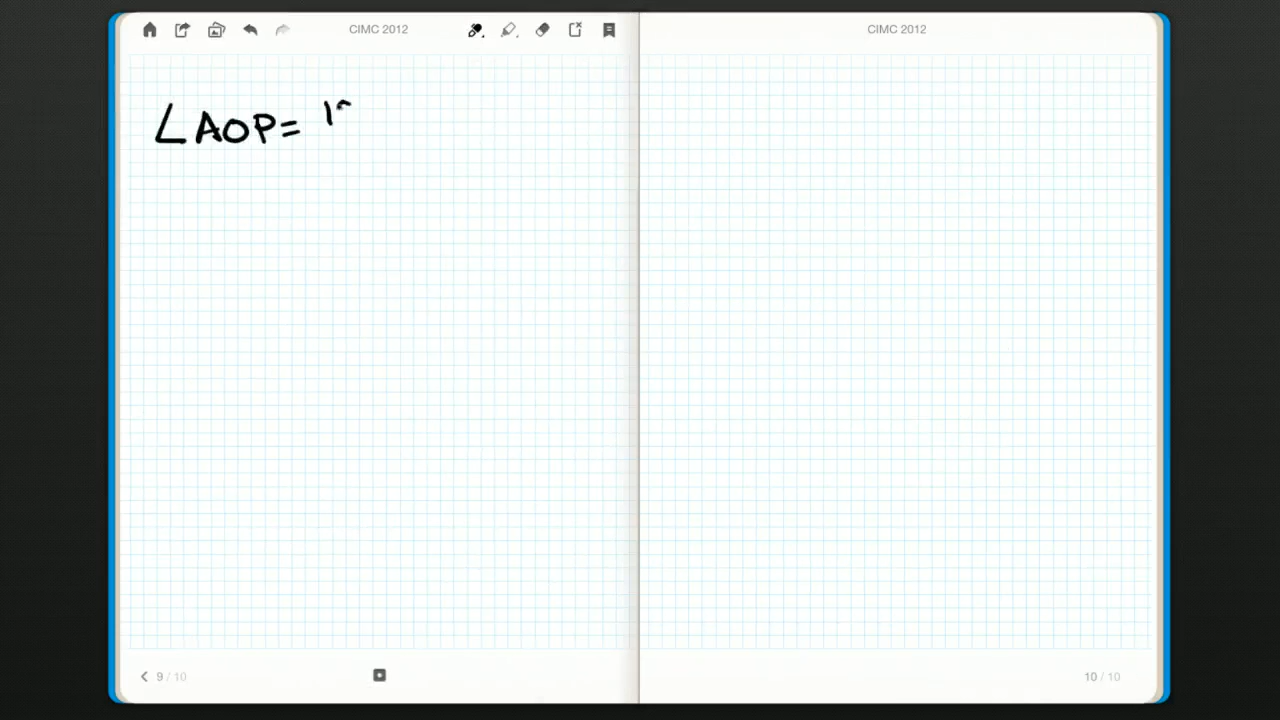 CIMC 2012
CIMC 2012
∠AOP=
9 / 10
10 / 10